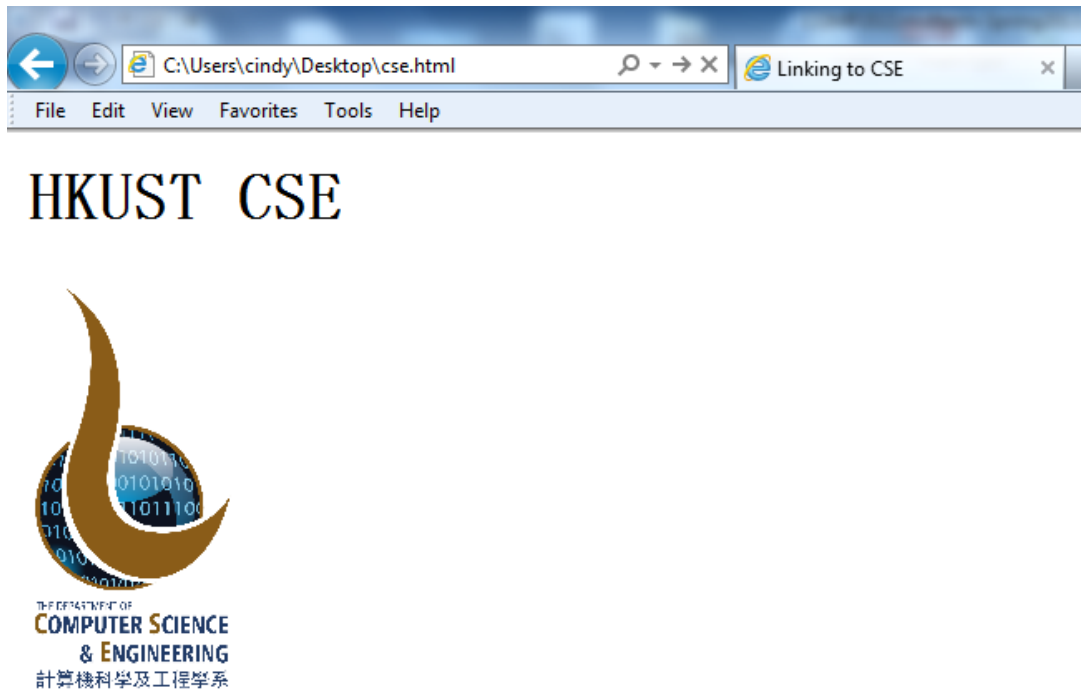 C:\Users\cindy\Desktop\cse.html
Linking to CSE
File Edit View Favorites Tools Help
HKUST CSE
THE DEPARTMENT OF
COMPUTER SCIENCE
& ENGINEERING
計算機科學及工程學系